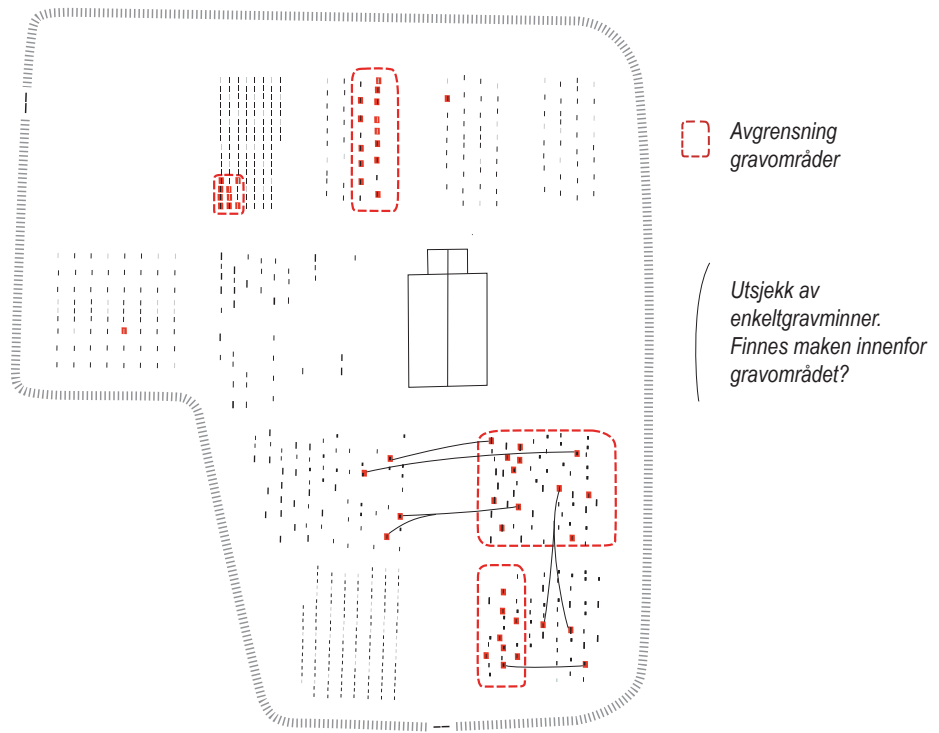 Avgrensning
gravområder
Utsjekk av
enkeltgravminner.
Finnes maken innenfor
gravområdet?